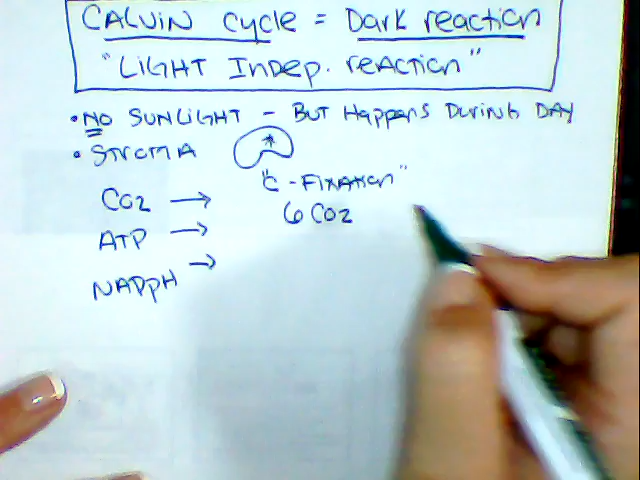 CALVIN cycle = Dark reaction
"LIGHT Indep. reaction"
• NO SUNLIGHT - BUT Happens During DAY
• STROMA
"C - Fixation"
CO2 →
6 CO2
ATP →
NADPH →